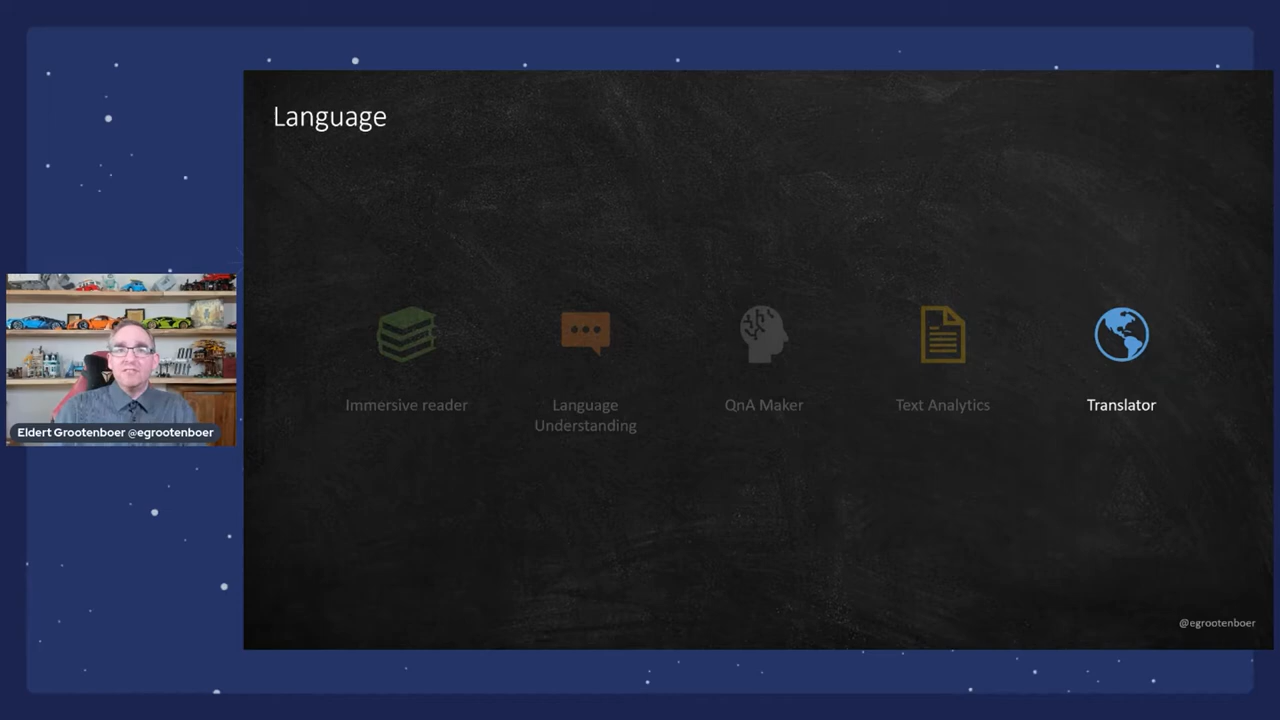 Language
Immersive reader
Language
Understanding
QnA Maker
Text Analytics
Translator
Eldert Grootenboer @egrootenboer
@egrootenboer